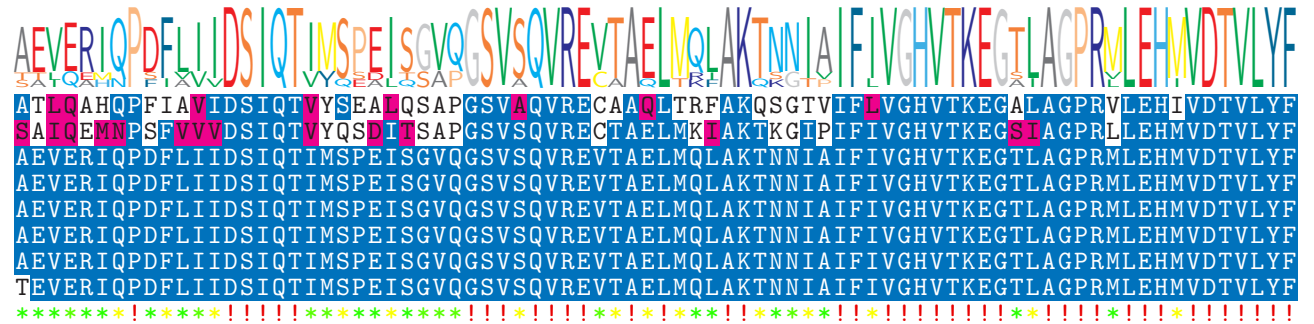 AEVERIQPDFLIIDSIQTIMSPEISGVQGSVSQVREVTAELMQLAKTNNIAIFIVGHVTKEGTLAGPRMLEHMVDTVLYF
ATLQAHQPFIAVIDSIQTVYSEALQSAPGSVAQVRECAAQLTRFAKQSGTVIFLVGHVTKEGALAGPRVLEHIVDTVLYF
SAIQEMNPSFVVVDSIQTVYQSDITSAPGSVSQVRECTAELMKIAKTKGIPIFIVGHVTKEGSIAGPRLLEHMVDTVLYF
AEVERIQPDFLIIDSIQTIMSPEISGVQGSVSQVREVTAELMQLAKTNNIAIFIVGHVTKEGTLAGPRMLEHMVDTVLYF
AEVERIQPDFLIIDSIQTIMSPEISGVQGSVSQVREVTAELMQLAKTNNIAIFIVGHVTKEGTLAGPRMLEHMVDTVLYF
AEVERIQPDFLIIDSIQTIMSPEISGVQGSVSQVREVTAELMQLAKTNNIAIFIVGHVTKEGTLAGPRMLEHMVDTVLYF
AEVERIQPDFLIIDSIQTIMSPEISGVQGSVSQVREVTAELMQLAKTNNIAIFIVGHVTKEGTLAGPRMLEHMVDTVLYF
AEVERIQPDFLIIDSIQTIMSPEISGVQGSVSQVREVTAELMQLAKTNNIAIFIVGHVTKEGTLAGPRMLEHMVDTVLYF
TEVERIQPDFLIIDSIQTIMSPEISGVQGSVSQVREVTAELMQLAKTNNIAIFIVGHVTKEGTLAGPRMLEHMVDTVLYF
*******!*****!!!!!**********!!!*!!!!**!*!***!!*****!!*!!!!!!!!**!!!!*!!!*!!!!!!!